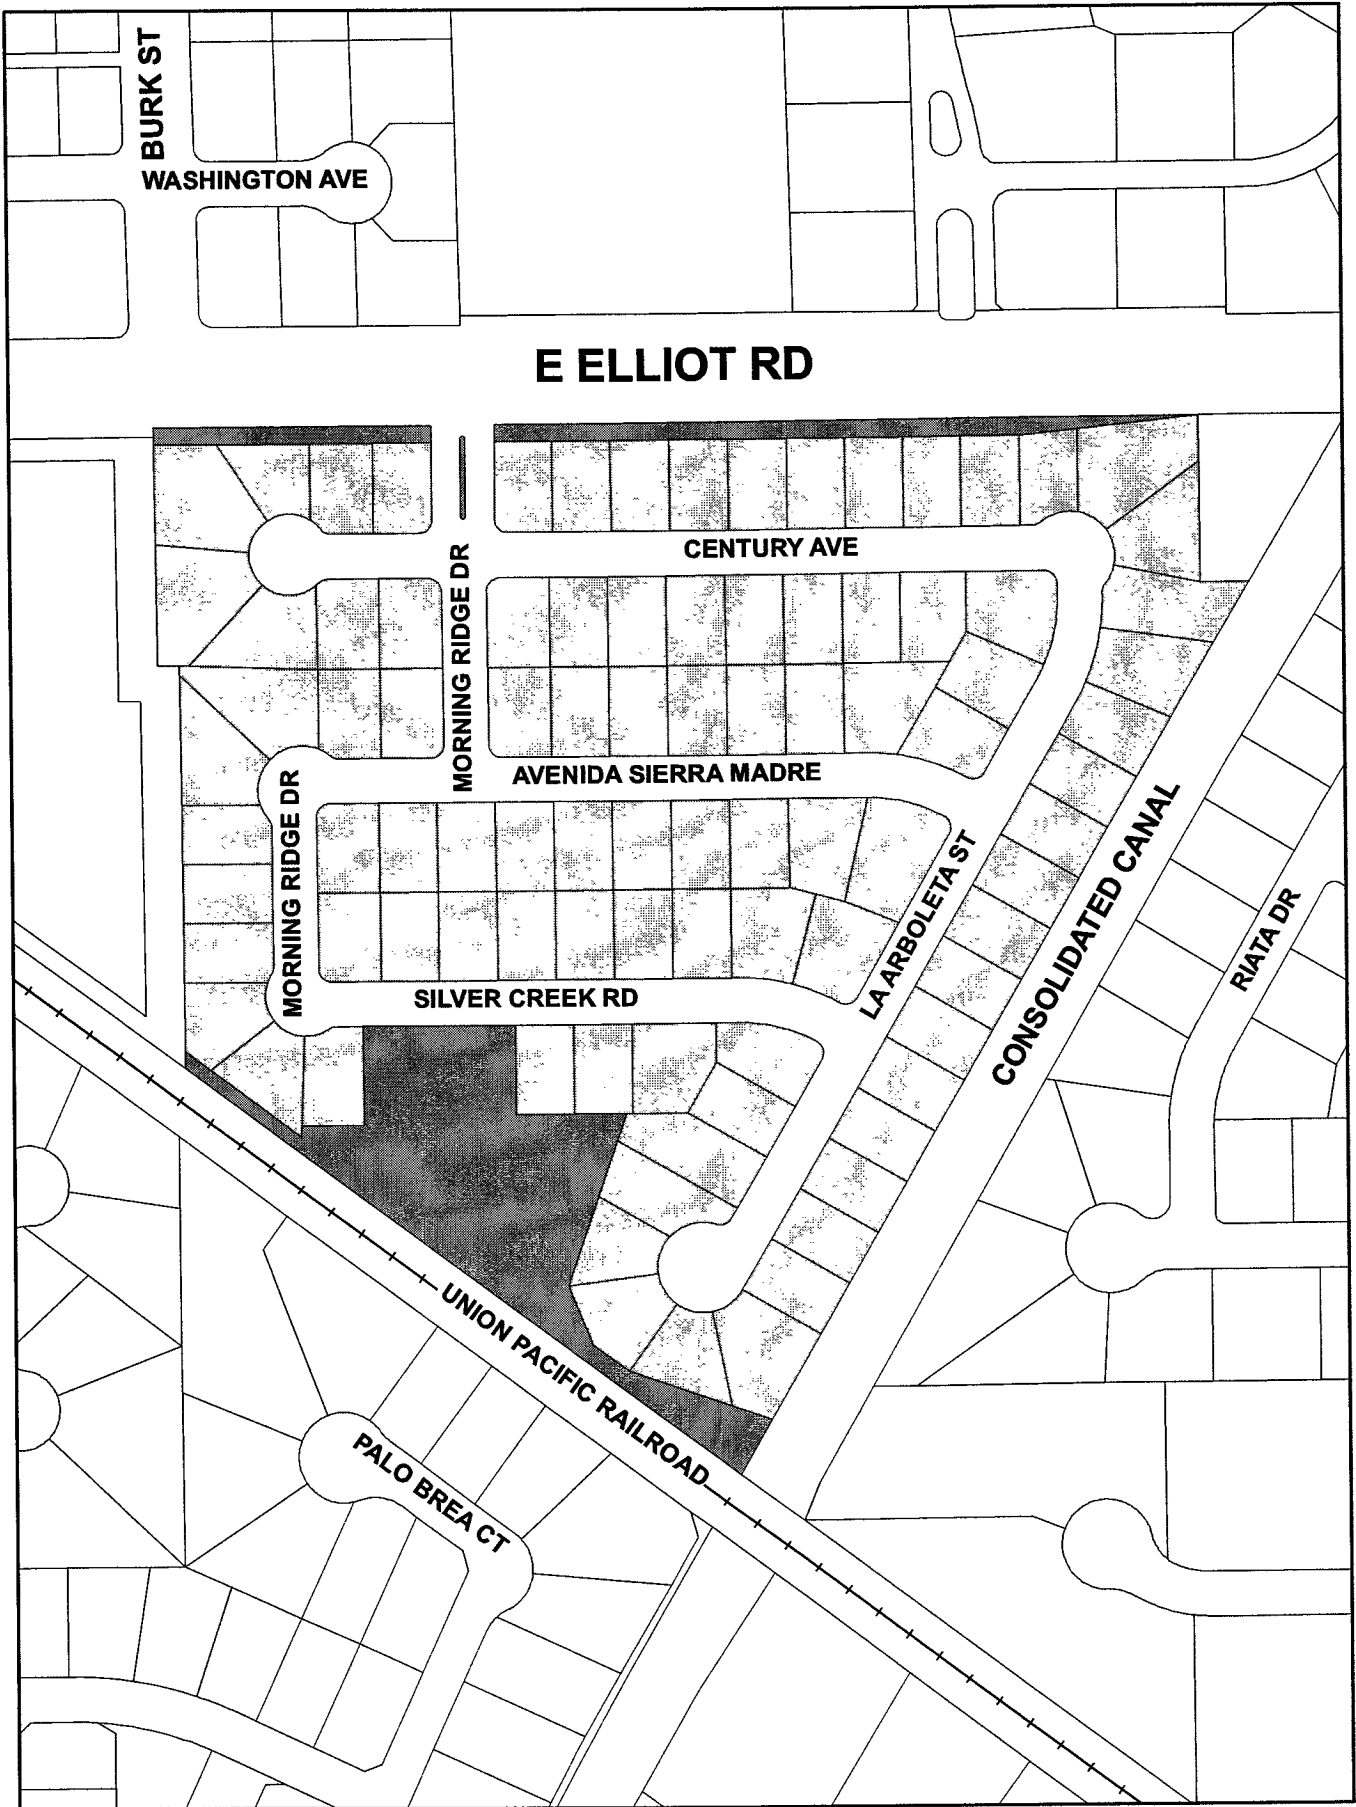 BURK ST
WASHINGTON AVE
E ELLIOT RD
CENTURY AVE
MORNING RIDGE DR
AVENIDA SIERRA MADRE
MORNING RIDGE DR
LA ARBOLETA ST
CONSOLIDATED CANAL
RIATA DR
SILVER CREEK RD
UNION PACIFIC RAILROAD
PALO BREA CT